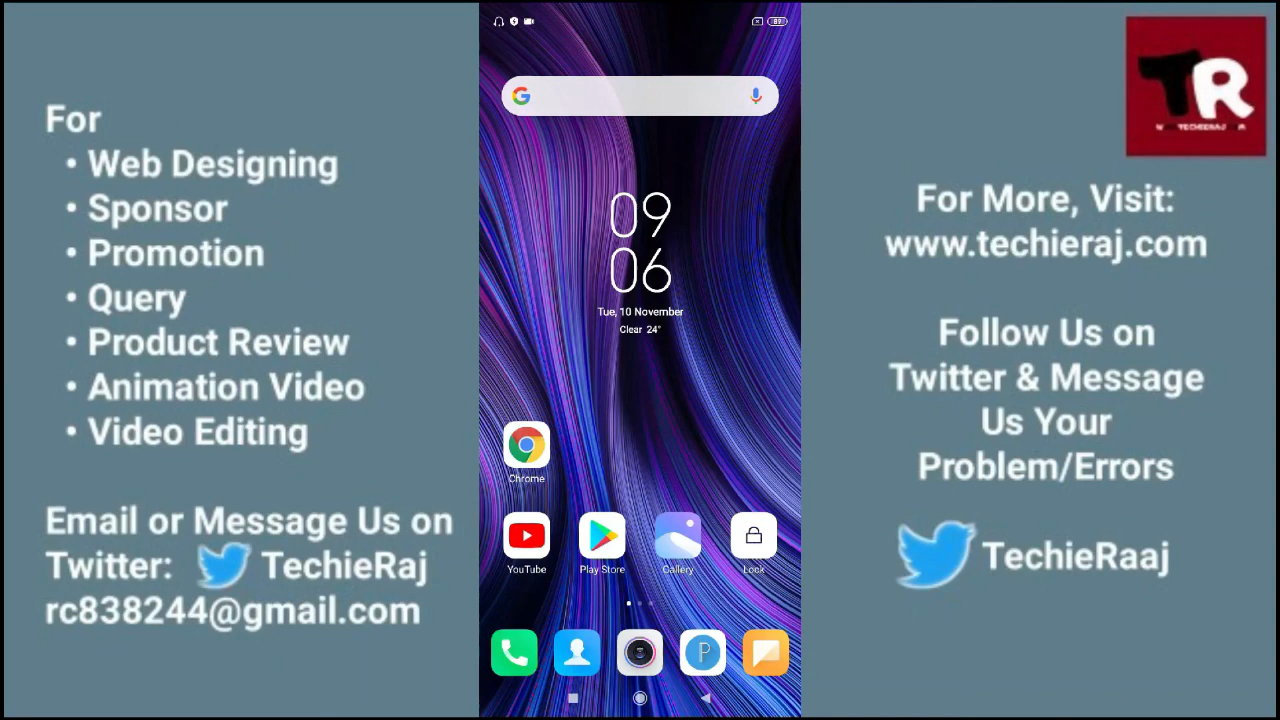 For
• Web Designing
• Sponsor
• Promotion
• Query
• Product Review
• Animation Video
• Video Editing
Email or Message Us on
Twitter: TechieRaj
rc838244@gmail.com
89
09
06
Tue, 10 November
Clear 24°
Chrome
YouTube
Play Store
Gallery
Lock
P
TR
For More, Visit:
www.techieraj.com
Follow Us on
Twitter & Message
Us Your
Problem/Errors
TechieRaaj